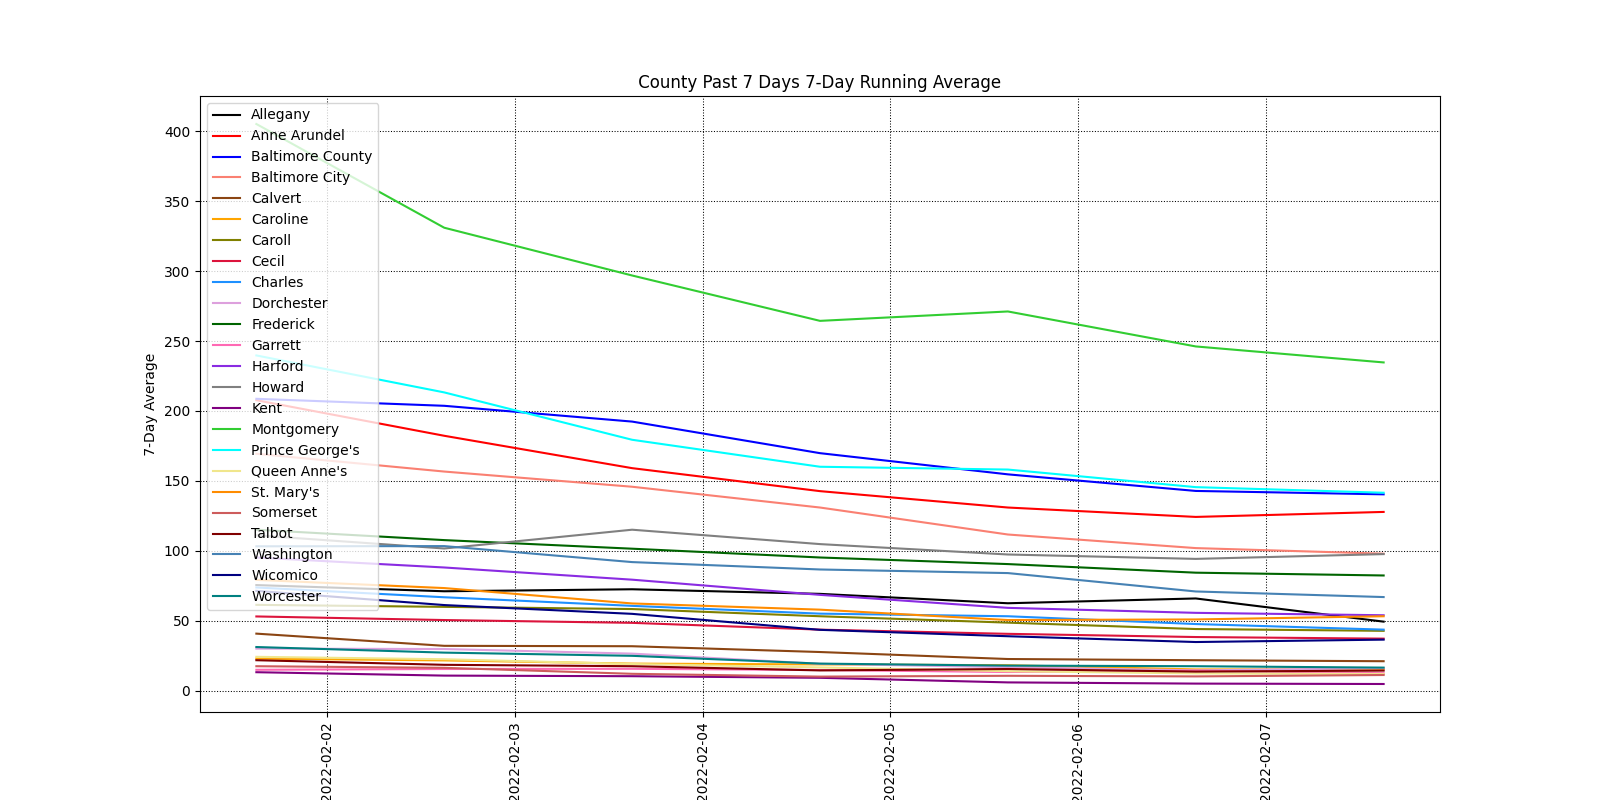 County Past 7 Days 7-Day Running Average
7-Day Average
400
350
300
250
200
150
100
50
0
Allegany
Anne Arundel
Baltimore County
Baltimore City
Calvert
Caroline
Caroll
Cecil
Charles
Dorchester
Frederick
Garrett
Harford
Howard
Kent
Montgomery
Prince George's
Queen Anne's
St. Mary's
Somerset
Talbot
Washington
Wicomico
Worcester
2022-02-02
2022-02-03
2022-02-04
2022-02-05
2022-02-06
2022-02-07